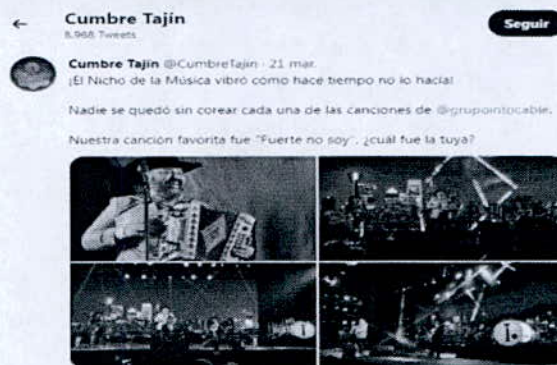 Cumbre Tajín
8,968 Tweets
Seguir
Cumbre Tajín @CumbreTajin · 21 mar.
¡El Nicho de la Música vibró como hace tiempo no lo hacía!
Nadie se quedó sin corear cada una de las canciones de @grupointocable.
Nuestra canción favorita fue "Fuerte no soy", ¿cuál fue la tuya?